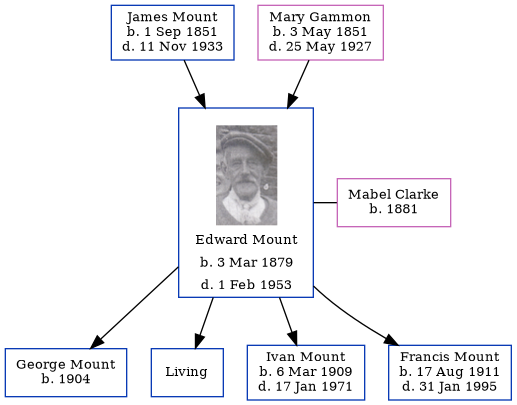 James Mount
b. 1 Sep 1851
d. 11 Nov 1933
Mary Gammon
b. 3 May 1851
d. 25 May 1927
Edward Mount
b. 3 Mar 1879
d. 1 Feb 1953
Mabel Clarke
b. 1881
George Mount
b. 1904
Living
Ivan Mount
b. 6 Mar 1909
d. 17 Jan 1971
Francis Mount
b. 17 Aug 1911
d. 31 Jan 1995